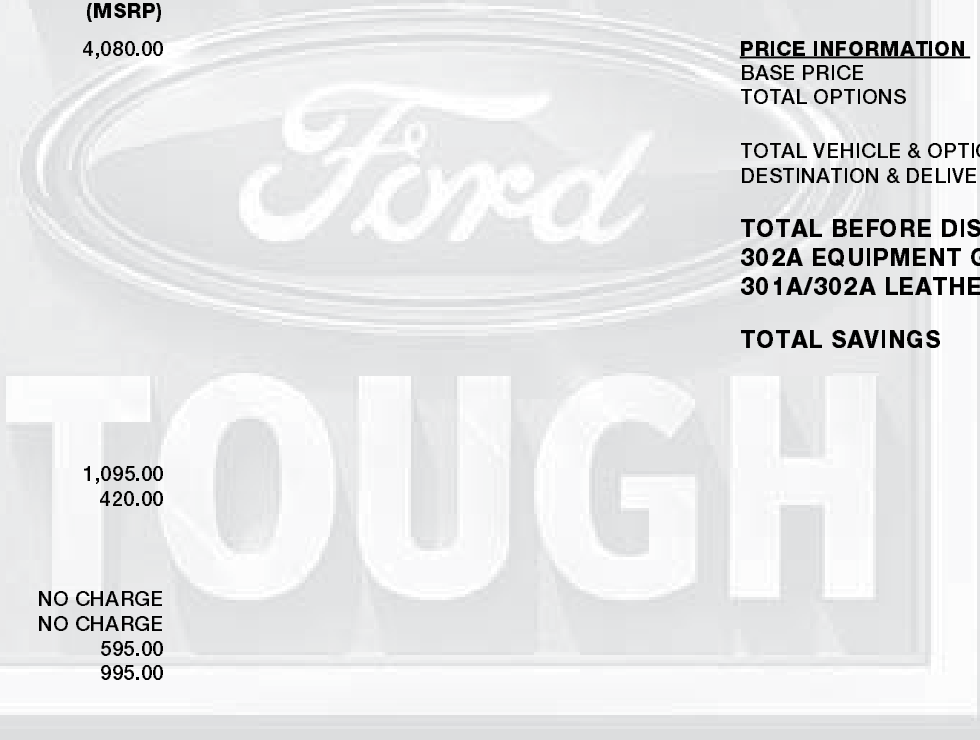 (MSRP)
4,080.00
1,095.00
420.00
NO CHARGE
NO CHARGE
595.00
995.00
PRICE INFORMATION
BASE PRICE
TOTAL OPTIONS
TOTAL VEHICLE & OPTIO
DESTINATION & DELIVE
TOTAL BEFORE DIS
302A EQUIPMENT G
301A/302A LEATHE
TOTAL SAVINGS
Ford
TOUGH